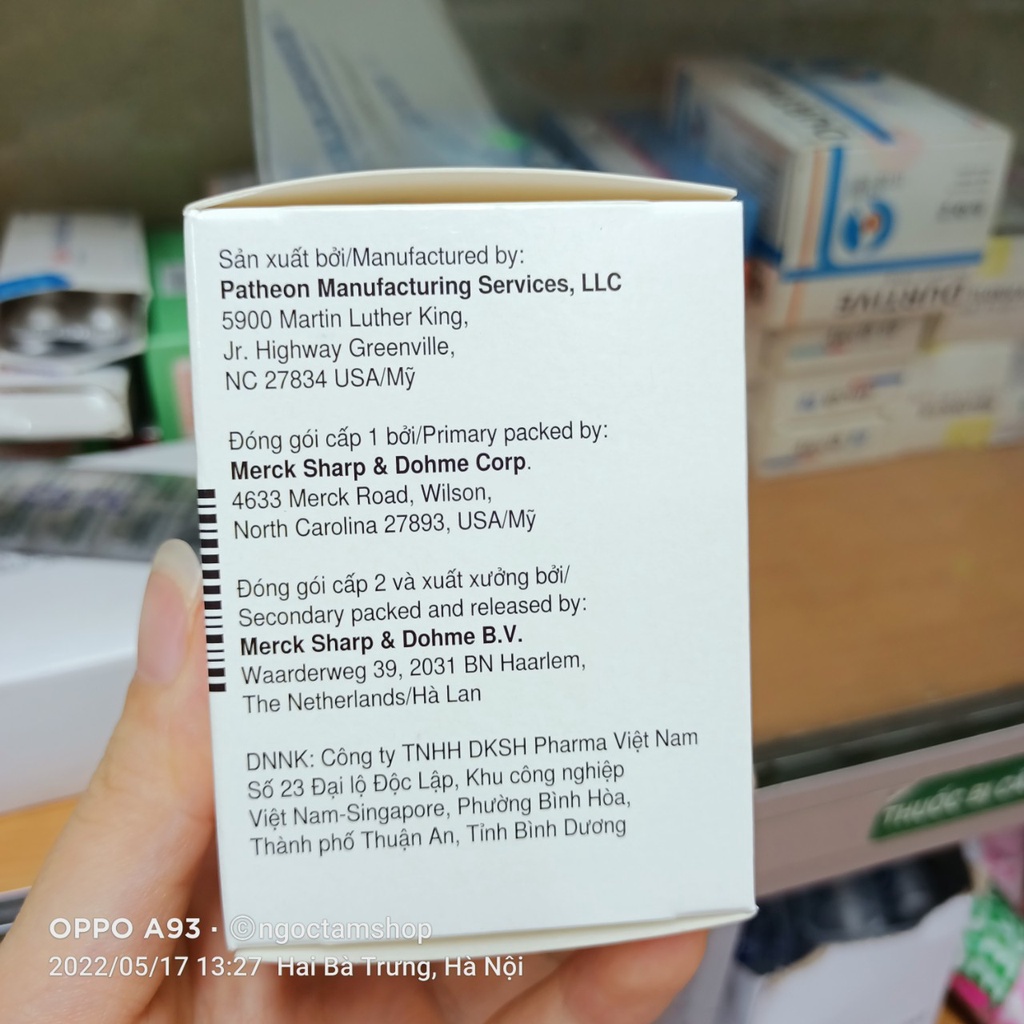 Sản xuất bởi/Manufactured by:
Patheon Manufacturing Services, LLC
5900 Martin Luther King,
Jr. Highway Greenville,
NC 27834 USA/Mỹ
Đóng gói cấp 1 bởi/Primary packed by:
Merck Sharp & Dohme Corp.
4633 Merck Road, Wilson,
North Carolina 27893, USA/Mỹ
Đóng gói cấp 2 và xuất xưởng bởi/
Secondary packed and released by:
Merck Sharp & Dohme B.V.
Waarderweg 39, 2031 BN Haarlem,
The Netherlands/Hà Lan
DNNK: Công ty TNHH DKSH Pharma Việt Nam
Số 23 Đại lộ Độc Lập, Khu công nghiệp
Việt Nam-Singapore, Phường Bình Hòa,
Thành phố Thuận An, Tỉnh Bình Dương
THUỐC
OPPO A93 · ©ngoctamshop
2022/05/17 13:27 Hai Bà Trưng, Hà Nội